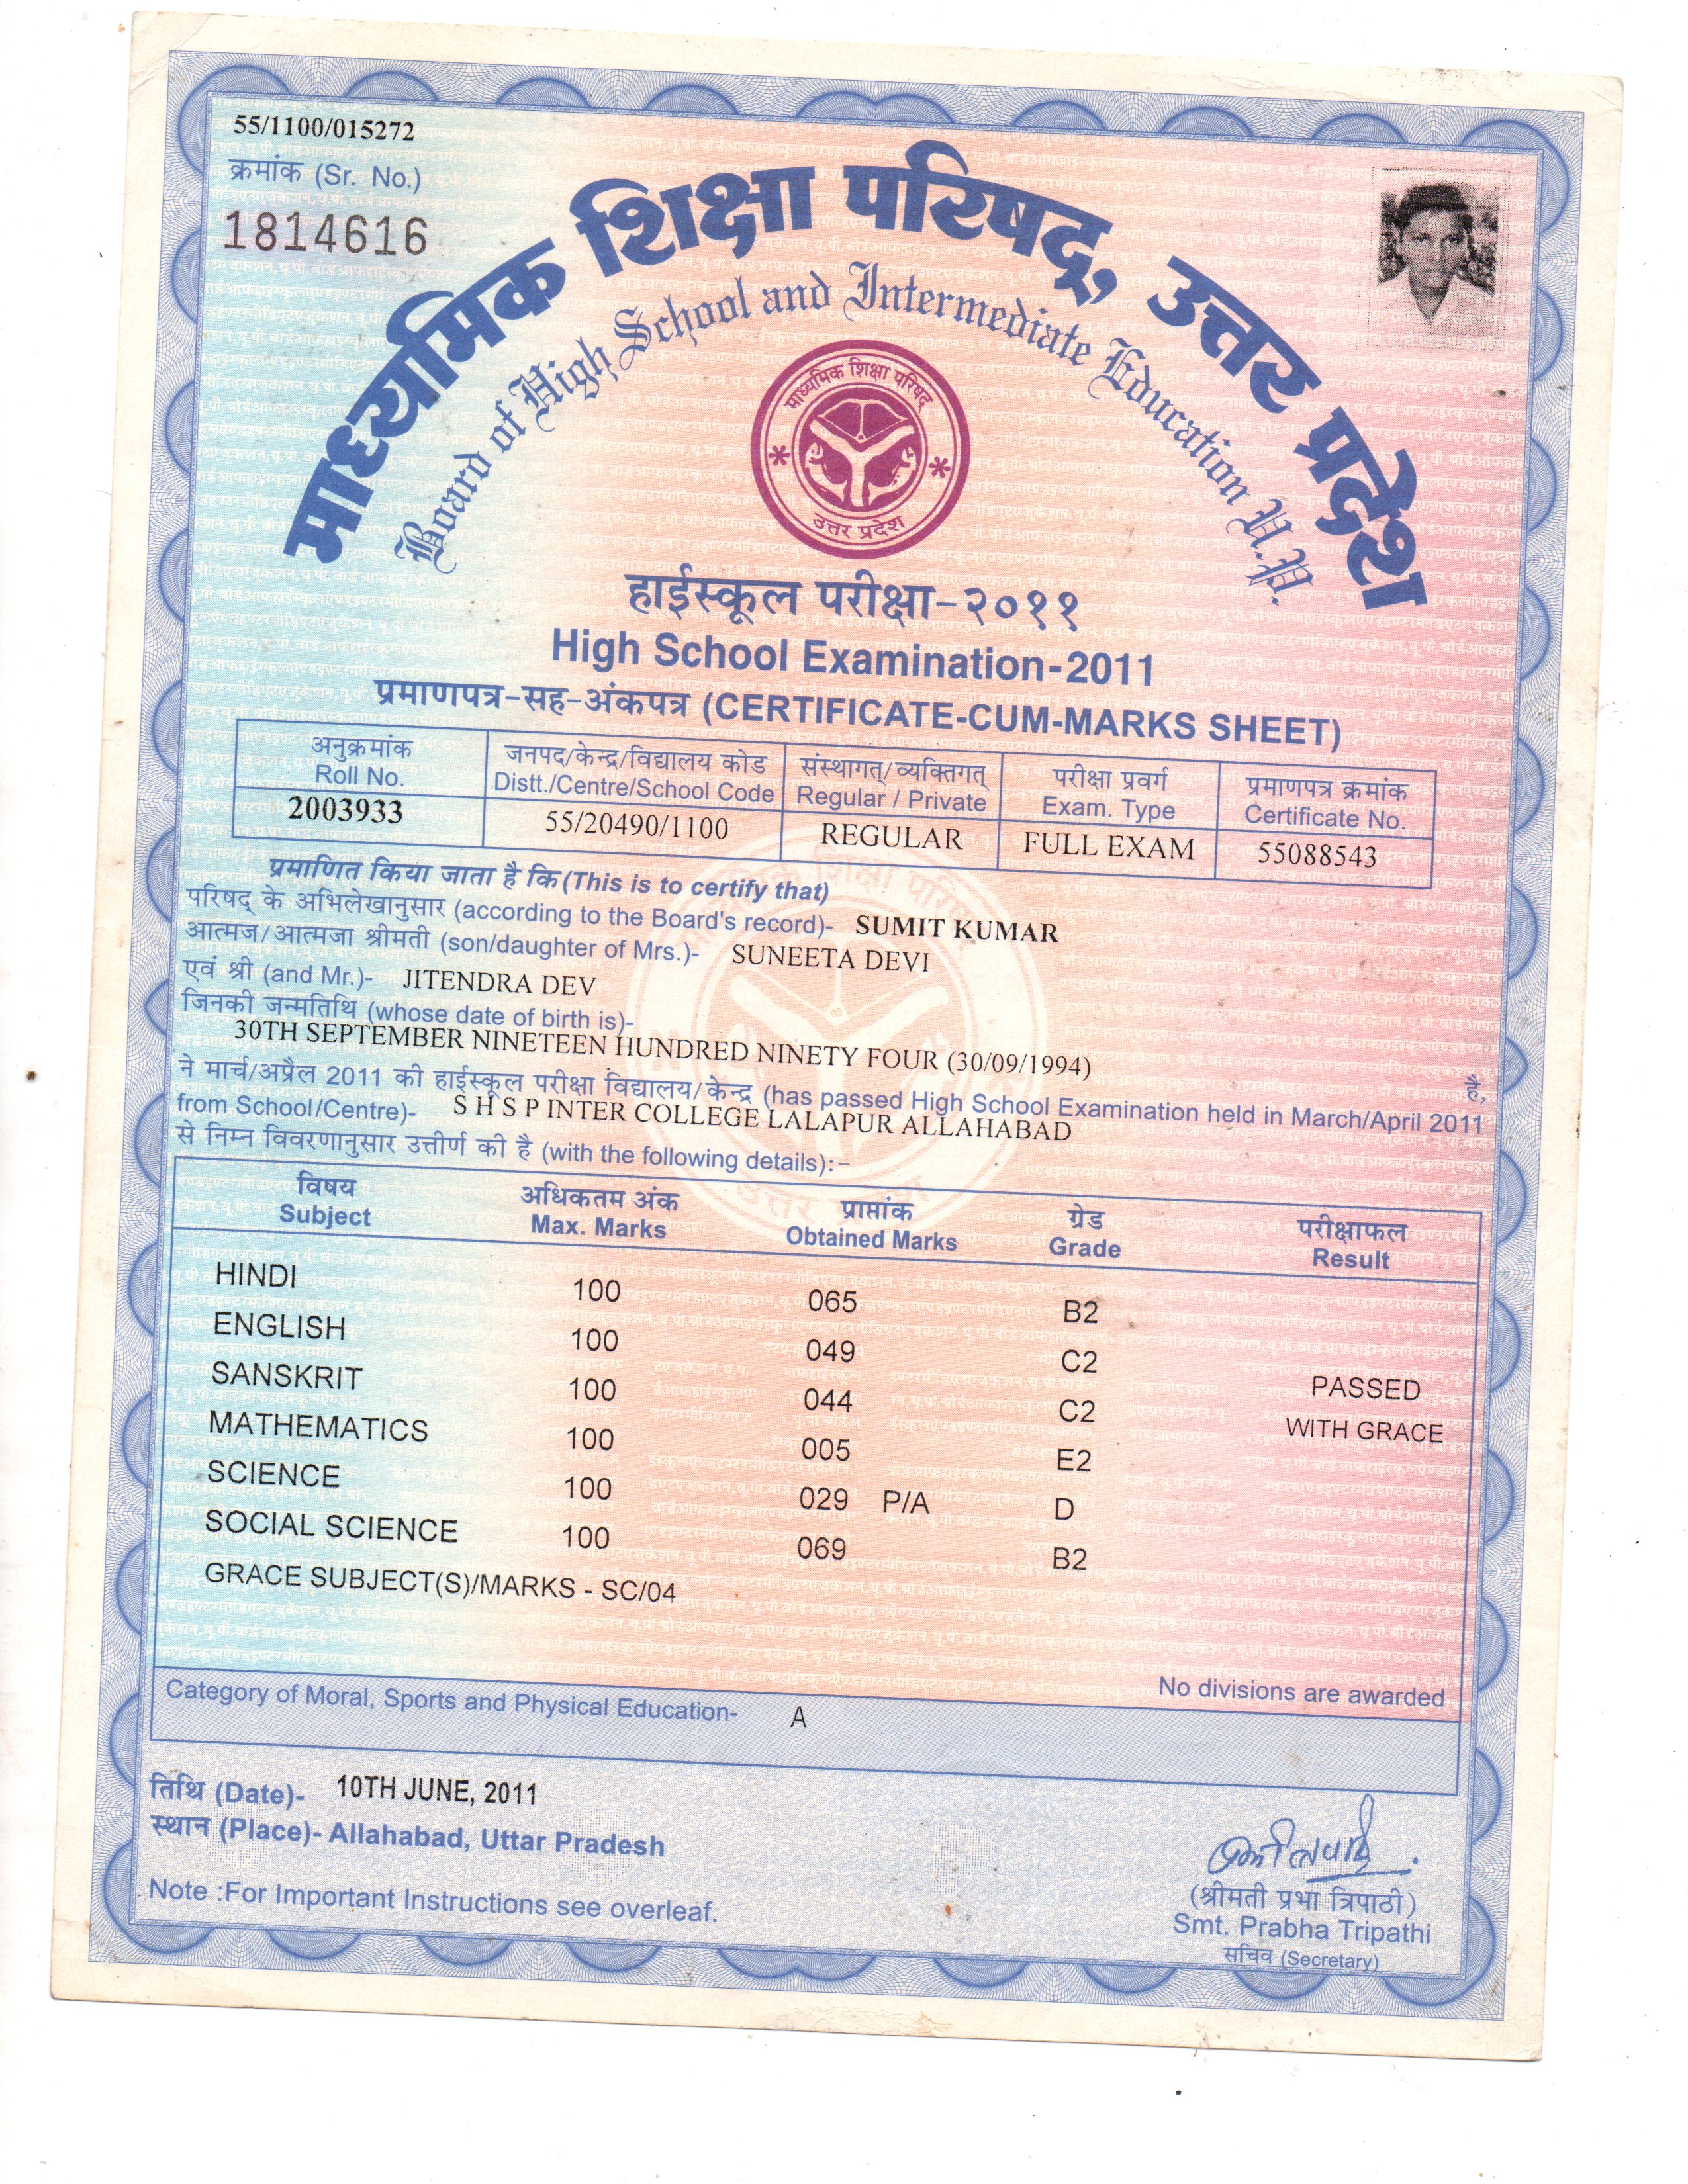 55/1100/015272
क्रमांक (Sr. No.)
1814616
माध्यमिक शिक्षा परिषद्, उत्तर प्रदेश
Board of High School and Intermediate Education U.P.
माध्यमिक शिक्षा परिषद्
उत्तर प्रदेश
हाईस्कूल परीक्षा-२०११
High School Examination-2011
प्रमाणपत्र-सह-अंकपत्र (CERTIFICATE-CUM-MARKS SHEET)
अनुक्रमांक जनपद/केन्द्र/विद्यालय कोड संस्थागत्/व्यक्तिगत् परीक्षा प्रवर्ग प्रमाणपत्र क्रमांक
Roll No. Distt./Centre/School Code Regular / Private Exam. Type Certificate No.
2003933 55/20490/1100 REGULAR FULL EXAM 55088543
प्रमाणित किया जाता है कि (This is to certify that)
परिषद् के अभिलेखानुसार (according to the Board's record)- SUMIT KUMAR
आत्मज/आत्मजा श्रीमती (son/daughter of Mrs.)- SUNEETA DEVI
एवं श्री (and Mr.)- JITENDRA DEV
जिनकी जन्मतिथि (whose date of birth is)-
30TH SEPTEMBER NINETEEN HUNDRED NINETY FOUR (30/09/1994)
है,
ने मार्च/अप्रैल 2011 की हाईस्कूल परीक्षा विद्यालय/केन्द्र (has passed High School Examination held in March/April 2011
from School/Centre)- S H S P INTER COLLEGE LALAPUR ALLAHABAD
से निम्न विवरणानुसार उत्तीर्ण की है (with the following details):-
विषय अधिकतम अंक प्राप्तांक ग्रेड परीक्षाफल
Subject Max. Marks Obtained Marks Grade Result
HINDI 100 065 B2
ENGLISH 100 049 C2
SANSKRIT 100 044 C2 PASSED
MATHEMATICS 100 005 E2 WITH GRACE
SCIENCE 100 029 P/A D
SOCIAL SCIENCE 100 069 B2
GRACE SUBJECT(S)/MARKS - SC/04
No divisions are awarded
Category of Moral, Sports and Physical Education- A
तिथि (Date)- 10TH JUNE, 2011
स्थान (Place)- Allahabad, Uttar Pradesh
Note :For Important Instructions see overleaf.
(श्रीमती प्रभा त्रिपाठी)
Smt. Prabha Tripathi
सचिव (Secretary)